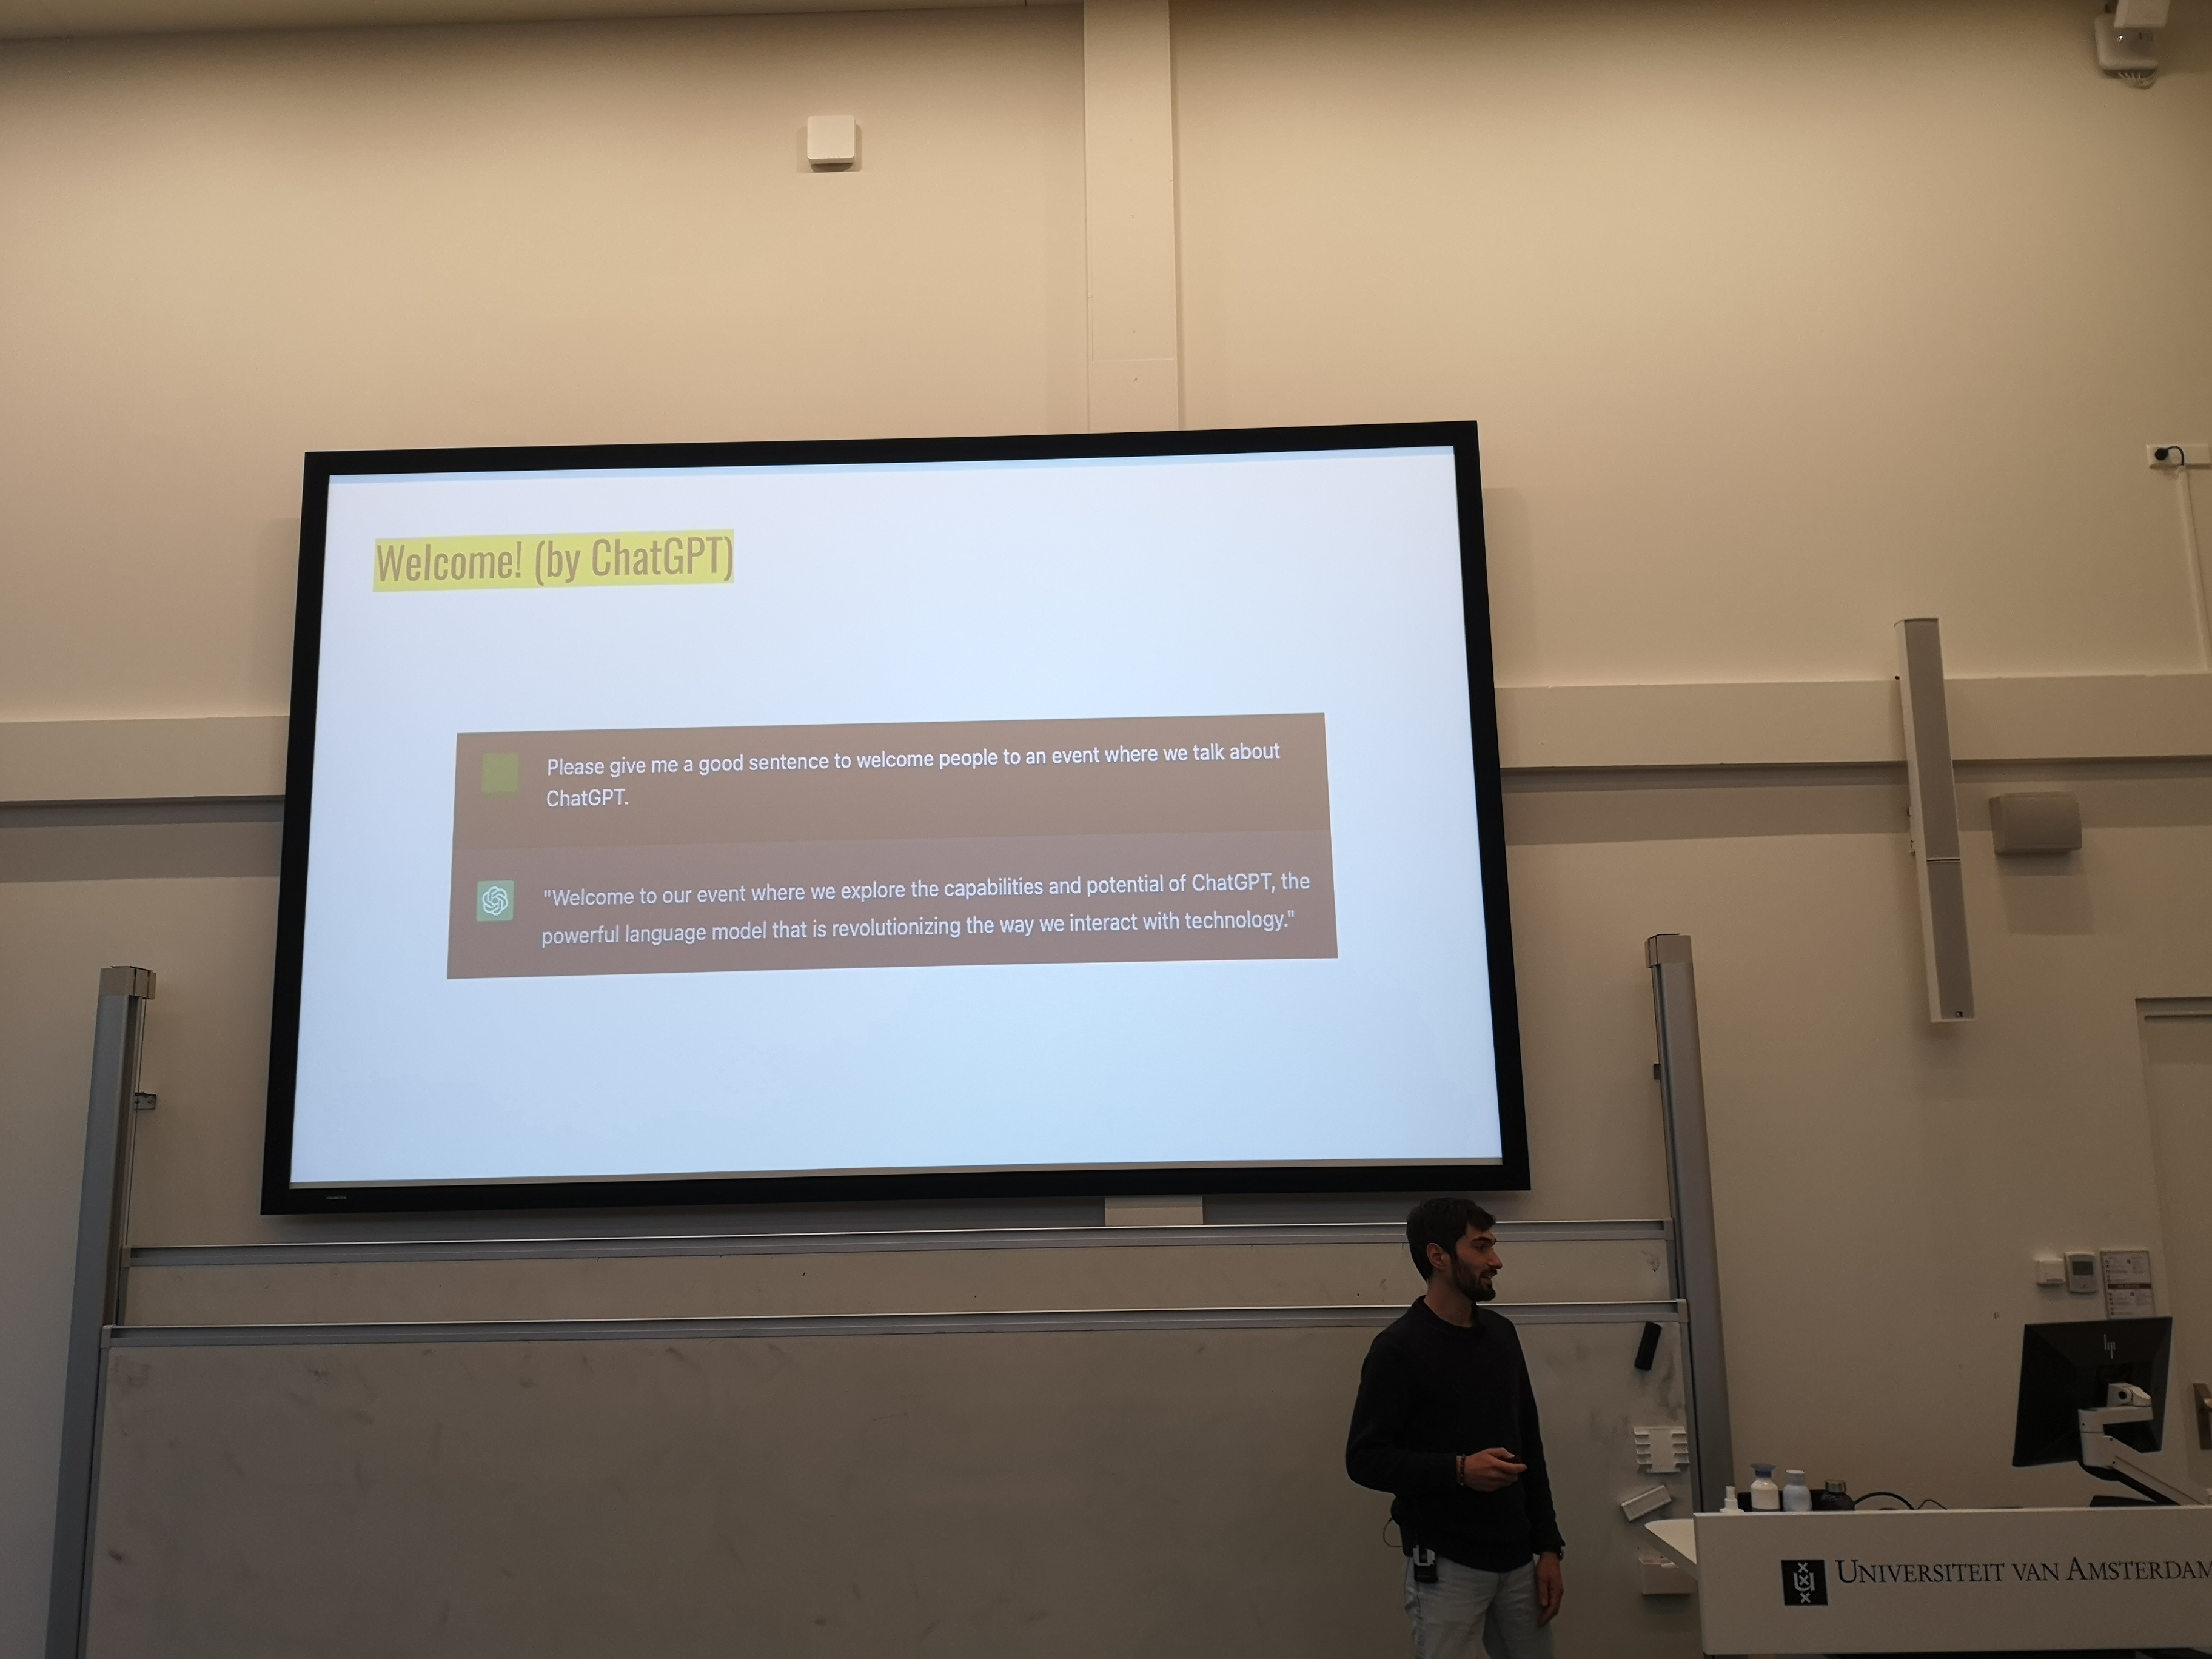 Welcome! (by ChatGPT)
Please give me a good sentence to welcome people to an event where we talk about
ChatGPT.
"Welcome to our event where we explore the capabilities and potential of ChatGPT, the
powerful language model that is revolutionizing the way we interact with technology."
hp
UNIVERSITEIT VAN AMSTERDAM